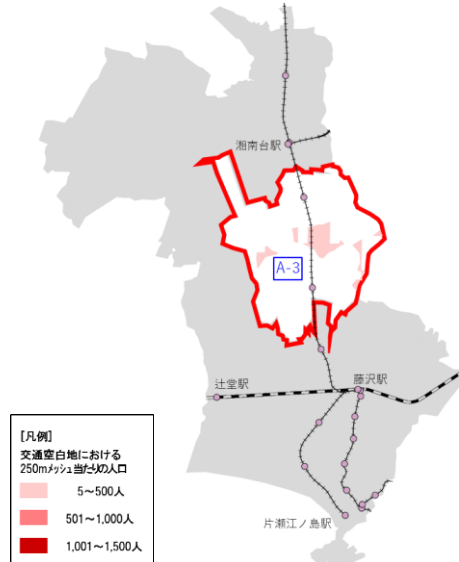 湘南台駅
A-3
辻堂駅
藤沢駅
[凡例]
交通空白地における
250mメッシュ当たりの人口
5～500人
501～1,000人
1,001～1,500人
片瀬江ノ島駅